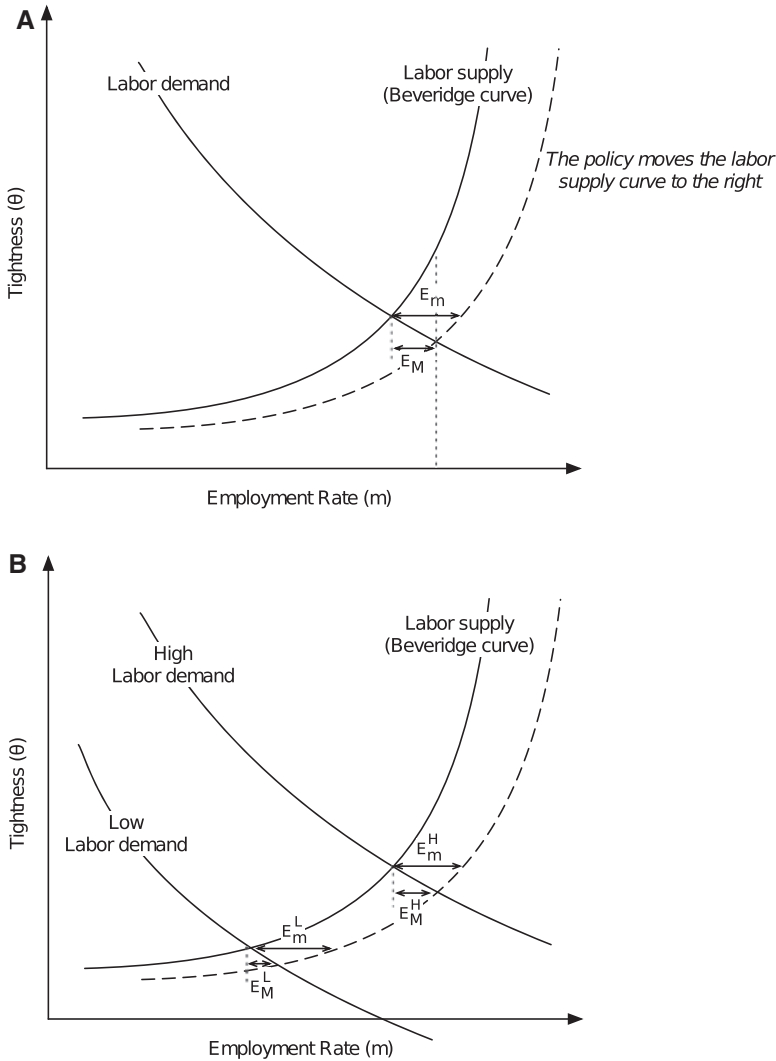 A
Labor demand
Labor supply
(Beveridge curve)
The policy moves the labor
supply curve to the right
Tightness (θ)
Em
EM
Employment Rate (m)
B
Labor supply
(Beveridge curve)
High
Labor demand
Tightness (θ)
Low
Labor demand
EmH
EMH
EmL
EML
Employment Rate (m)